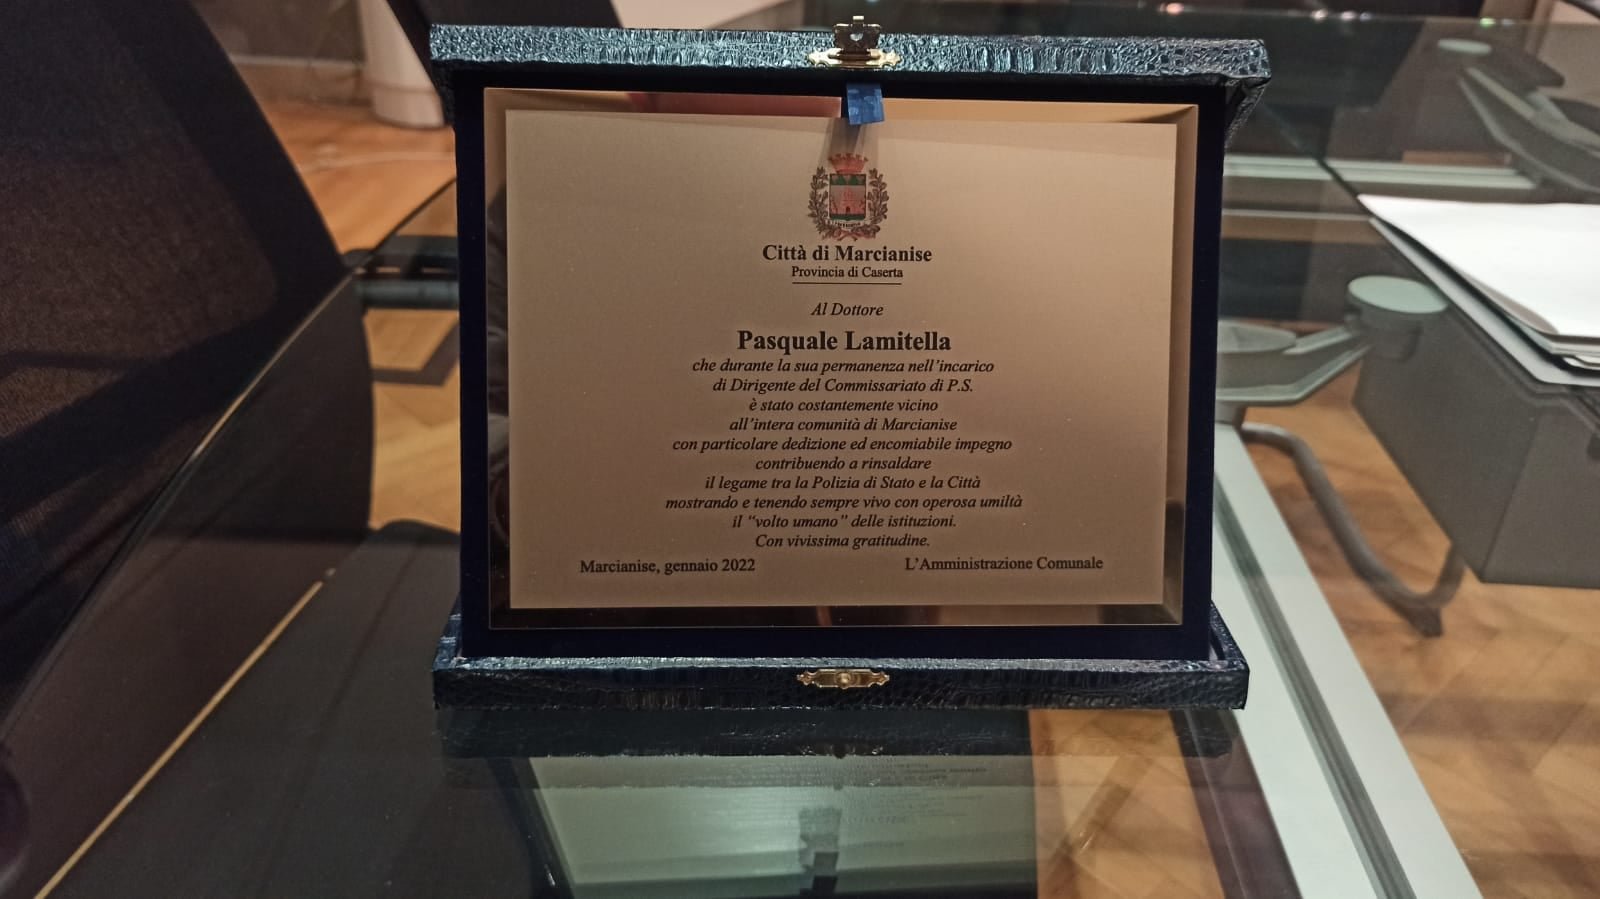 Città di Marcianise
Provincia di Caserta
Al Dottore
Pasquale Lamitella
che durante la sua permanenza nell'incarico
di Dirigente del Commissariato di P.S.
è stato costantemente vicino
all'intera comunità di Marcianise
con particolare dedizione ed encomiabile impegno
contribuendo a rinsaldare
il legame tra la Polizia di Stato e la Città
mostrando e tenendo sempre vivo con operosa umiltà
il “volto umano” delle istituzioni.
Con vivissima gratitudine.
Marcianise, gennaio 2022
L'Amministrazione Comunale